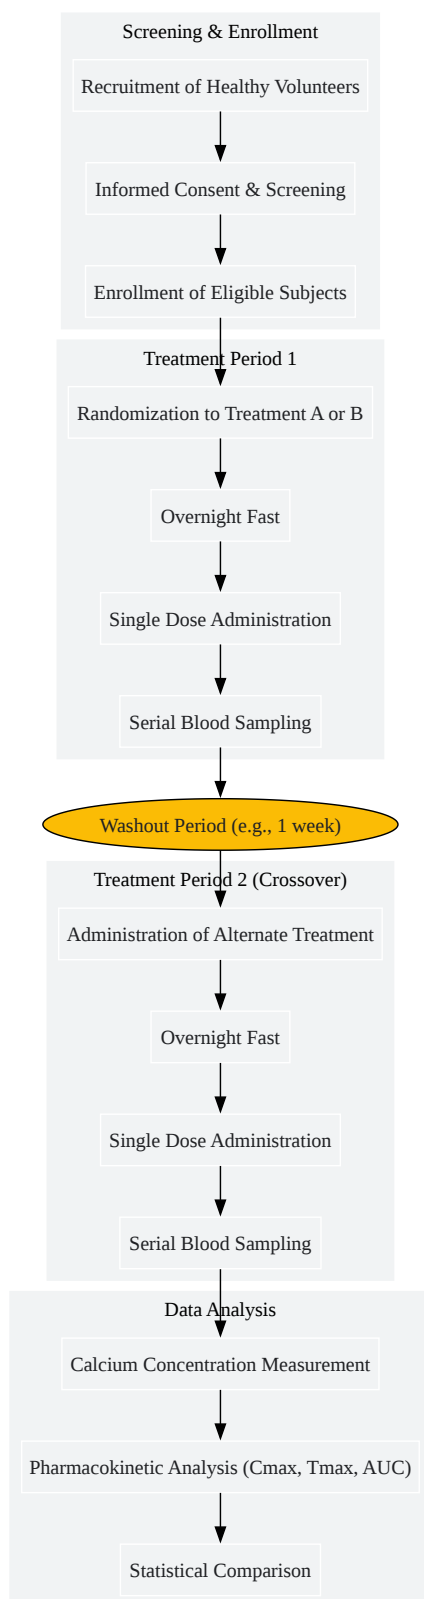 Screening & Enrollment
Recruitment of Healthy Volunteers
Informed Consent & Screening
Enrollment of Eligible Subjects
Treatment Period 1
Randomization to Treatment A or B
Overnight Fast
Single Dose Administration
Serial Blood Sampling
Washout Period (e.g., 1 week)
Treatment Period 2 (Crossover)
Administration of Alternate Treatment
Overnight Fast
Single Dose Administration
Serial Blood Sampling
Data Analysis
Calcium Concentration Measurement
Pharmacokinetic Analysis (Cmax, Tmax, AUC)
Statistical Comparison